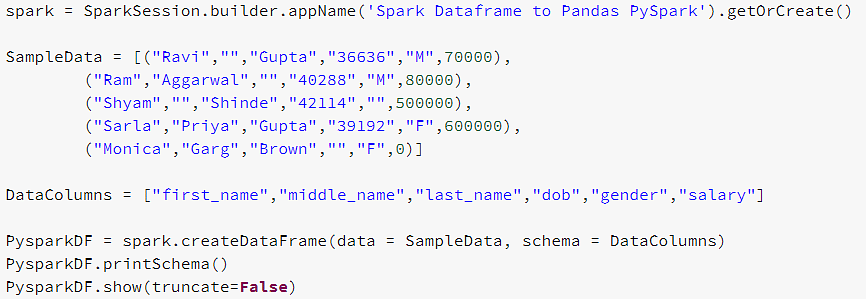 spark = SparkSession.builder.appName('Spark Dataframe to Pandas PySpark').getOrCreate()
SampleData = [("Ravi","","Gupta","36636","M",70000),
("Ram","Aggarwal","","40288","M",80000),
("Shyam","","Shinde","42114","",500000),
("Sarla","Priya","Gupta","39192","F",600000),
("Monica","Garg","Brown","","F",0)]
DataColumns = ["first_name","middle_name","last_name","dob","gender","salary"]
PysparkDF = spark.createDataFrame(data = SampleData, schema = DataColumns)
PysparkDF.printSchema()
PysparkDF.show(truncate=False)